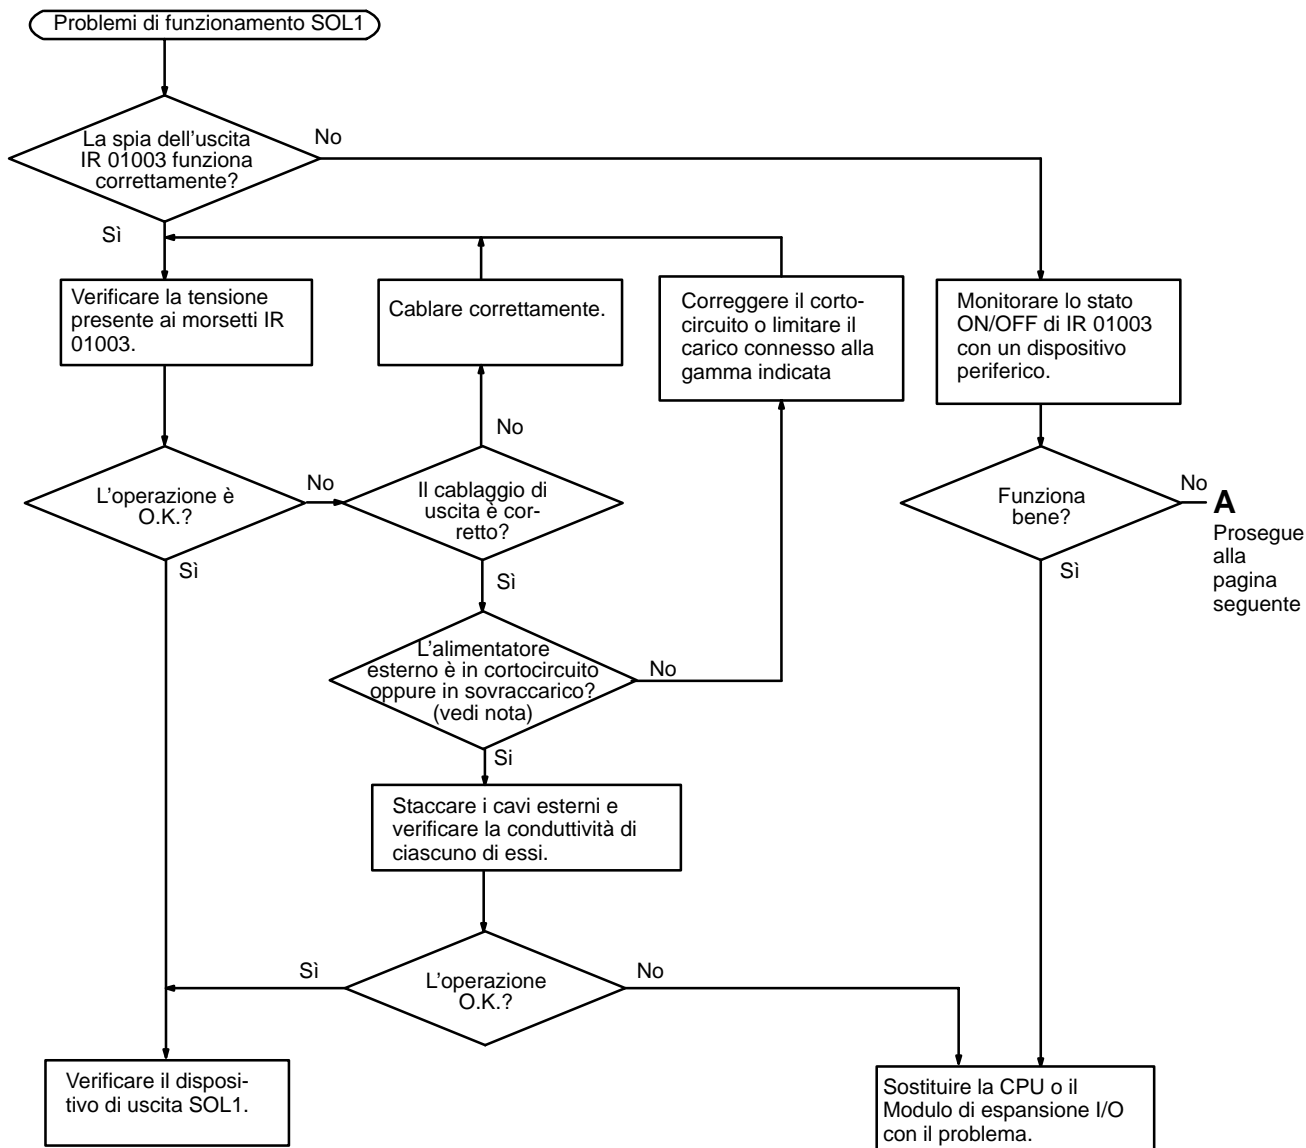 Problemi di funzionamento SOL1
La spia dell'uscita
IR 01003 funziona
correttamente?
No
Sì
Verificare la tensione
presente ai morsetti IR
01003.
Cablare correttamente.
Correggere il corto-
circuito o limitare il
carico connesso alla
gamma indicata
Monitorare lo stato
ON/OFF di IR 01003
con un dispositivo
periferico.
No
L'operazione è
O.K.?
No
Il cablaggio di
uscita è cor-
retto?
Funziona
bene?
No
A
Prosegue
alla
pagina
seguente
Sì
Sì
Sì
L'alimentatore
esterno è in cortocircuito
oppure in sovraccarico?
(vedi nota)
No
Si
Staccare i cavi esterni e
verificare la conduttività di
ciascuno di essi.
Sì
L'operazione
O.K.?
No
Verificare il disposi-
tivo di uscita SOL1.
Sostituire la CPU o il
Modulo di espansione I/O
con il problema.